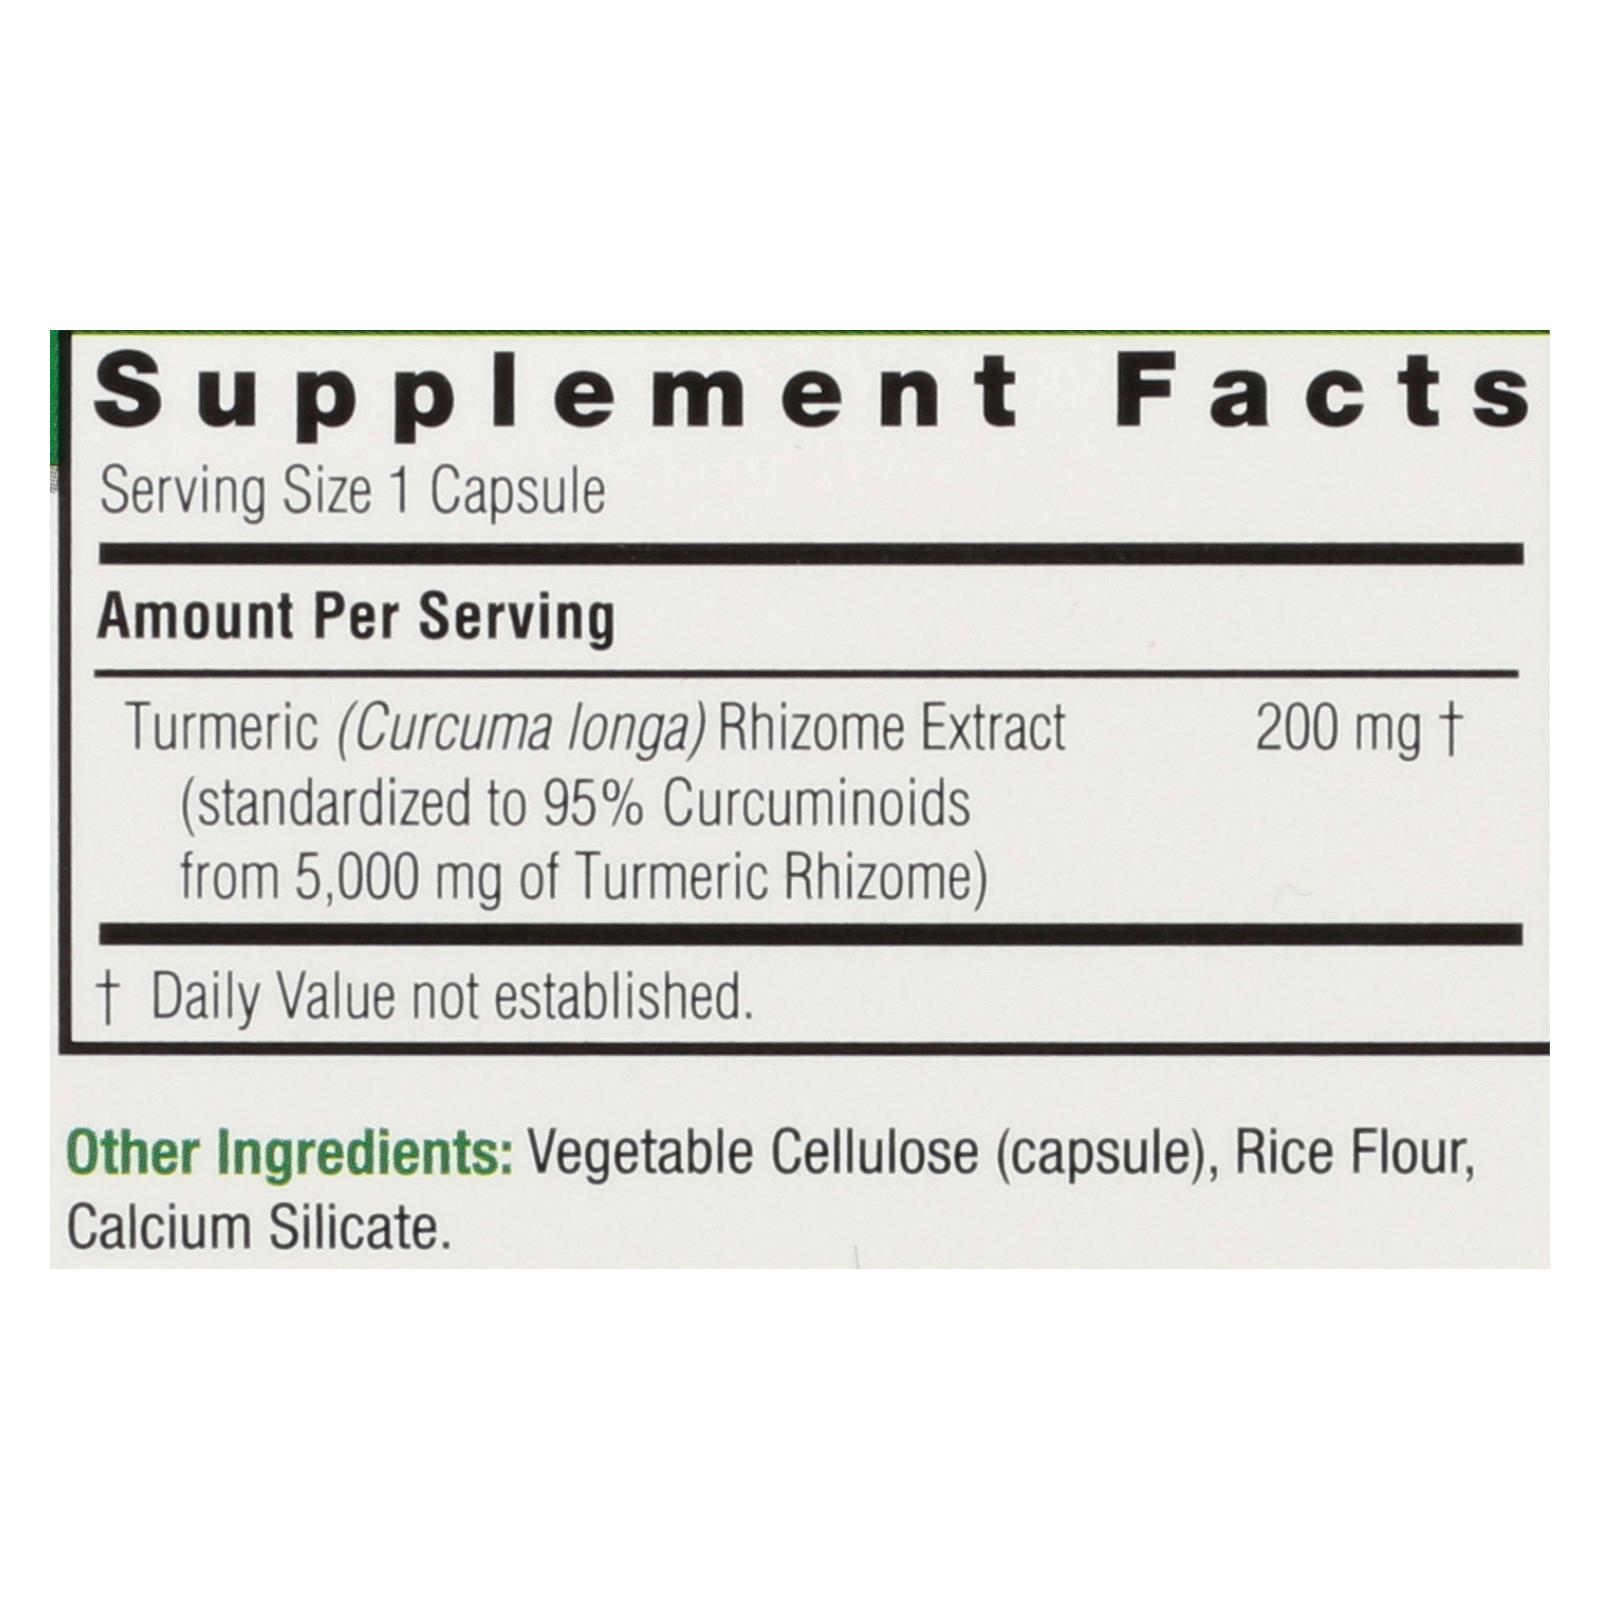 Supplement Facts
Serving Size 1 Capsule
Amount Per Serving
Turmeric (Curcuma longa) Rhizome Extract 200 mg †
(standardized to 95% Curcuminoids
from 5,000 mg of Turmeric Rhizome)
† Daily Value not established.
Other Ingredients: Vegetable Cellulose (capsule), Rice Flour,
Calcium Silicate.